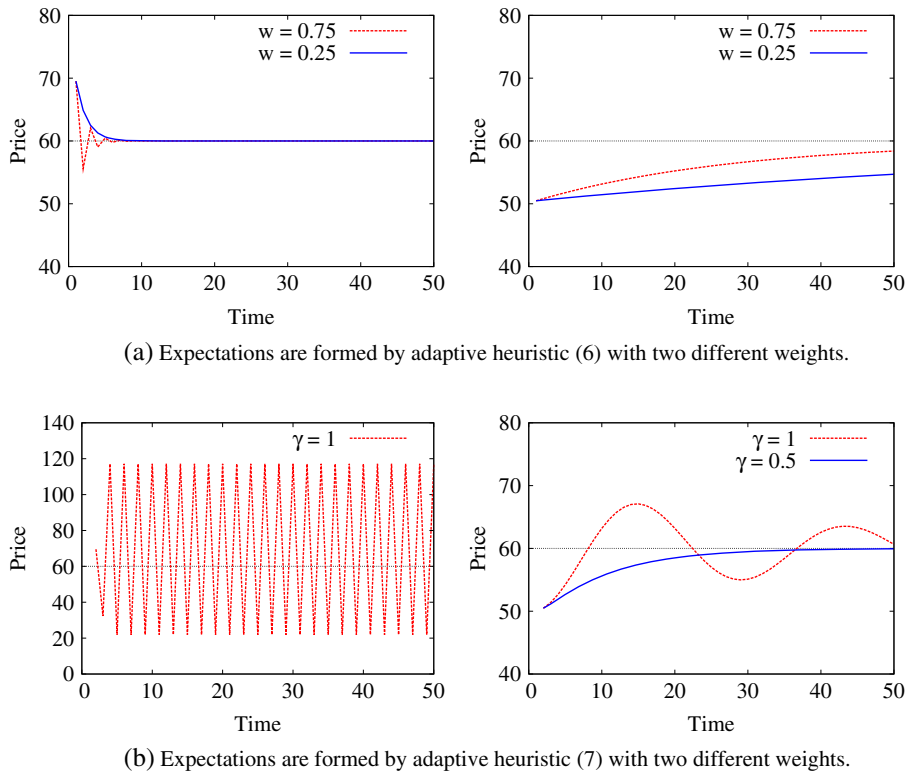 w = 0.75
w = 0.25
80
70
60
50
40
Price
0 10 20 30 40 50
Time
w = 0.75
w = 0.25
80
70
60
50
40
Price
0 10 20 30 40 50
Time
(a) Expectations are formed by adaptive heuristic (6) with two different weights.
γ = 1
140
120
100
80
60
40
20
0
Price
0 10 20 30 40 50
Time
γ = 1
γ = 0.5
80
70
60
50
40
Price
0 10 20 30 40 50
Time
(b) Expectations are formed by adaptive heuristic (7) with two different weights.